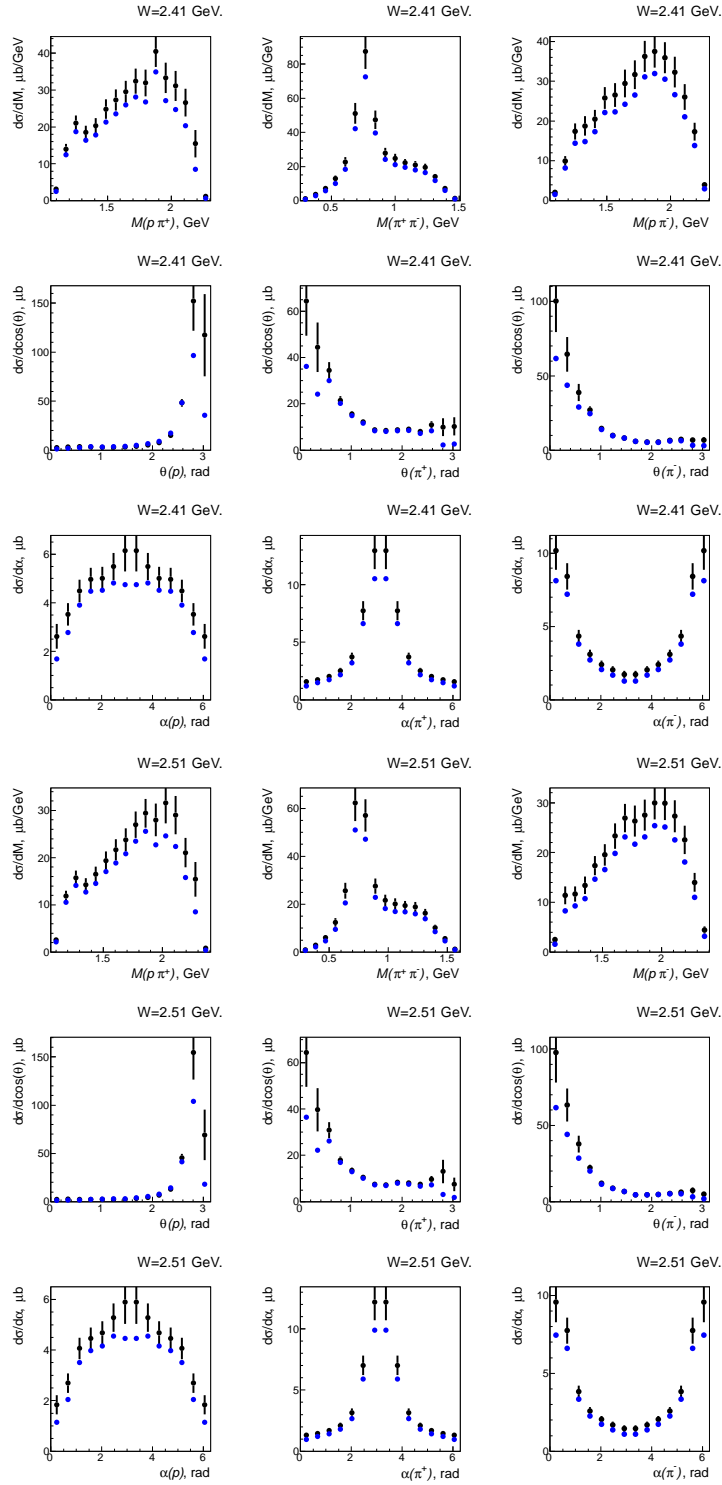 W=2.41 GeV.
dσ/dM, μb/GeV
40
30
20
10
0
1.5
2
M(p π⁺), GeV
W=2.41 GeV.
dσ/dM, μb/GeV
80
60
40
20
0
0.5
1
1.5
M(π⁺ π⁻), GeV
W=2.41 GeV.
dσ/dM, μb/GeV
40
30
20
10
0
1.5
2
M(p π⁻), GeV
W=2.41 GeV.
dσ/dcos(θ), μb
150
100
50
0
0 1 2 3
θ(p), rad
W=2.41 GeV.
dσ/dcos(θ), μb
60
40
20
0
0 1 2 3
θ(π⁺), rad
W=2.41 GeV.
dσ/dcos(θ), μb
100
50
0
0 1 2 3
θ(π⁻), rad
W=2.41 GeV.
dσ/dα, μb
6
4
2
0
0 2 4 6
α(p), rad
W=2.41 GeV.
dσ/dα, μb
10
5
0
0 2 4 6
α(π⁺), rad
W=2.41 GeV.
dσ/dα, μb
10
5
0
0 2 4 6
α(π⁻), rad
W=2.51 GeV.
dσ/dM, μb/GeV
30
20
10
0
1.5
2
M(p π⁺), GeV
W=2.51 GeV.
dσ/dM, μb/GeV
60
40
20
0
0.5
1
1.5
M(π⁺ π⁻), GeV
W=2.51 GeV.
dσ/dM, μb/GeV
30
20
10
0
1.5
2
M(p π⁻), GeV
W=2.51 GeV.
dσ/dcos(θ), μb
150
100
50
0
0 1 2 3
θ(p), rad
W=2.51 GeV.
dσ/dcos(θ), μb
60
40
20
0
0 1 2 3
θ(π⁺), rad
W=2.51 GeV.
dσ/dcos(θ), μb
100
50
0
0 1 2 3
θ(π⁻), rad
W=2.51 GeV.
dσ/dα, μb
6
4
2
0
0 2 4 6
α(p), rad
W=2.51 GeV.
dσ/dα, μb
10
5
0
0 2 4 6
α(π⁺), rad
W=2.51 GeV.
dσ/dα, μb
10
5
0
0 2 4 6
α(π⁻), rad